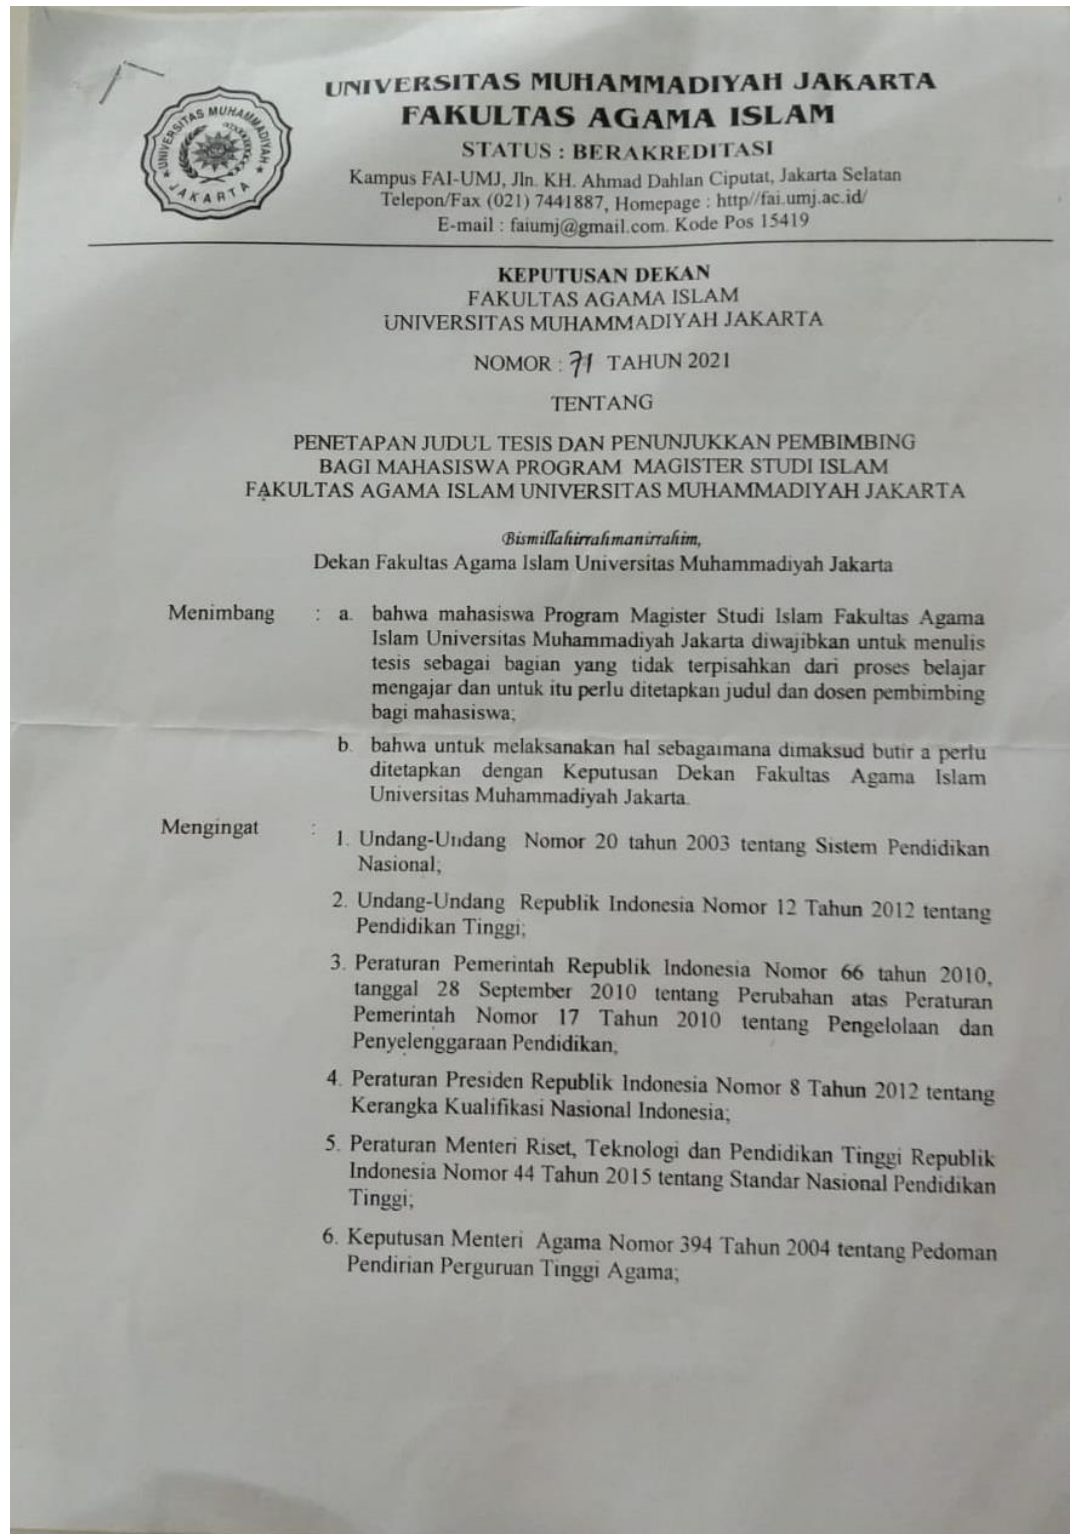 UNIVERSITAS MUHAMMADIYAH JAKARTA
FAKULTAS AGAMA ISLAM
STATUS : BERAKREDITASI
Kampus FAI-UMJ, Jln. KH. Ahmad Dahlan Ciputat, Jakarta Selatan
Telepon/Fax (021) 7441887, Homepage : http//fai.umj.ac.id/
E-mail : faiumj@gmail.com. Kode Pos 15419
UNIVERSITAS MUHAMMADIYAH
JAKARTA
KEPUTUSAN DEKAN
FAKULTAS AGAMA ISLAM
UNIVERSITAS MUHAMMADIYAH JAKARTA
NOMOR : 71 TAHUN 2021
TENTANG
PENETAPAN JUDUL TESIS DAN PENUNJUKKAN PEMBIMBING
BAGI MAHASISWA PROGRAM MAGISTER STUDI ISLAM
FAKULTAS AGAMA ISLAM UNIVERSITAS MUHAMMADIYAH JAKARTA
Bismillahirrahmanirrahim,
Dekan Fakultas Agama Islam Universitas Muhammadiyah Jakarta
Menimbang : a. bahwa mahasiswa Program Magister Studi Islam Fakultas Agama
Islam Universitas Muhammadiyah Jakarta diwajibkan untuk menulis
tesis sebagai bagian yang tidak terpisahkan dari proses belajar
mengajar dan untuk itu perlu ditetapkan judul dan dosen pembimbing
bagi mahasiswa;
b. bahwa untuk melaksanakan hal sebagaimana dimaksud butir a perlu
ditetapkan dengan Keputusan Dekan Fakultas Agama Islam
Universitas Muhammadiyah Jakarta.
Mengingat : 1. Undang-Undang Nomor 20 tahun 2003 tentang Sistem Pendidikan
Nasional;
2. Undang-Undang Republik Indonesia Nomor 12 Tahun 2012 tentang
Pendidikan Tinggi;
3. Peraturan Pemerintah Republik Indonesia Nomor 66 tahun 2010,
tanggal 28 September 2010 tentang Perubahan atas Peraturan
Pemerintah Nomor 17 Tahun 2010 tentang Pengelolaan dan
Penyelenggaraan Pendidikan;
4. Peraturan Presiden Republik Indonesia Nomor 8 Tahun 2012 tentang
Kerangka Kualifikasi Nasional Indonesia;
5. Peraturan Menteri Riset, Teknologi dan Pendidikan Tinggi Republik
Indonesia Nomor 44 Tahun 2015 tentang Standar Nasional Pendidikan
Tinggi;
6. Keputusan Menteri Agama Nomor 394 Tahun 2004 tentang Pedoman
Pendirian Perguruan Tinggi Agama;